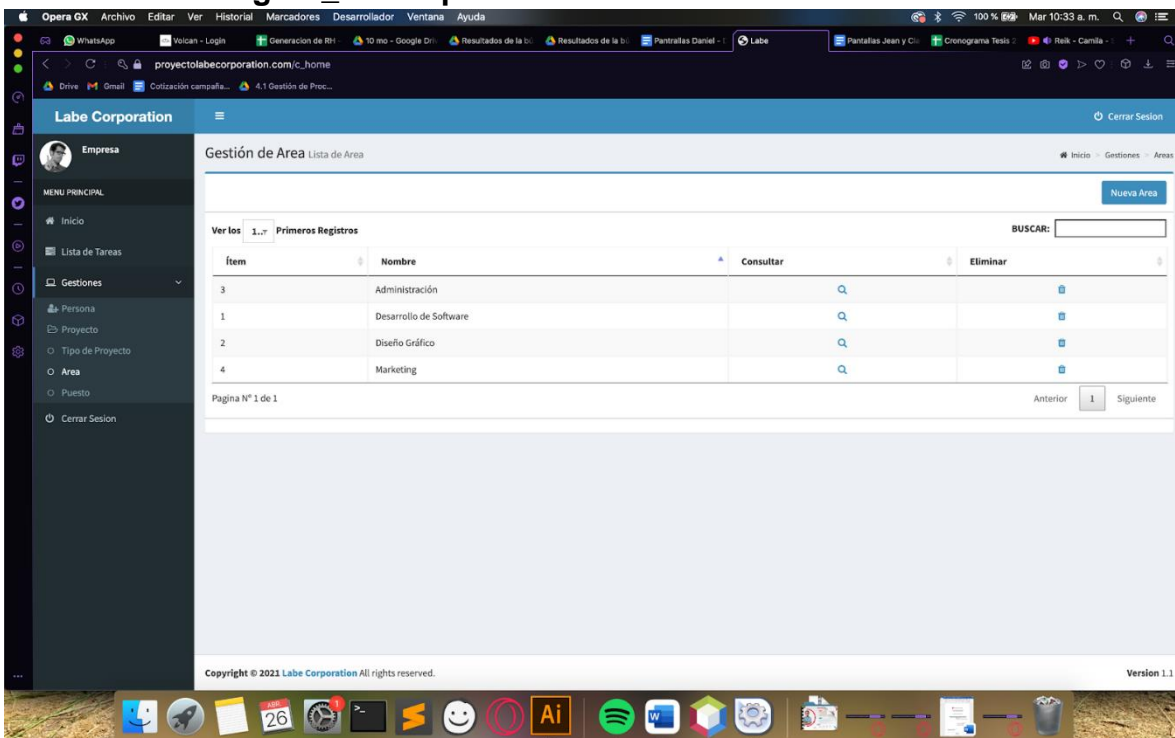 Opera GX Archivo Editar Ver Historial Marcadores Desarrollador Ventana Ayuda 100 % Mar 10:33 a. m.
WhatsApp Volcan - Login Generacion de RH - 10 mo - Google Dri Resultados de la bú Resultados de la bú Pantrallas Daniel - Labe Pantallas Jean y Cla Cronograma Tesis 2 Reik - Camila -
proyectolabecorporation.com/c_home
Drive Gmail Cotización campaña... 4.1 Gestión de Proc...
Labe Corporation Cerrar Sesion
Empresa
Gestión de Area Lista de Area Inicio > Gestiones > Areas
MENU PRINCIPAL
Nueva Area
Inicio
Lista de Tareas
Gestiones
Persona
Proyecto
Tipo de Proyecto
Area
Puesto
Cerrar Sesion
Ver los 1.. Primeros Registros BUSCAR:
Ítem Nombre Consultar Eliminar
3 Administración
1 Desarrollo de Software
2 Diseño Gráfico
4 Marketing
Pagina N° 1 de 1 Anterior 1 Siguiente
Copyright © 2021 Labe Corporation All rights reserved. Version 1.1
ABR
26
1
Ai
W